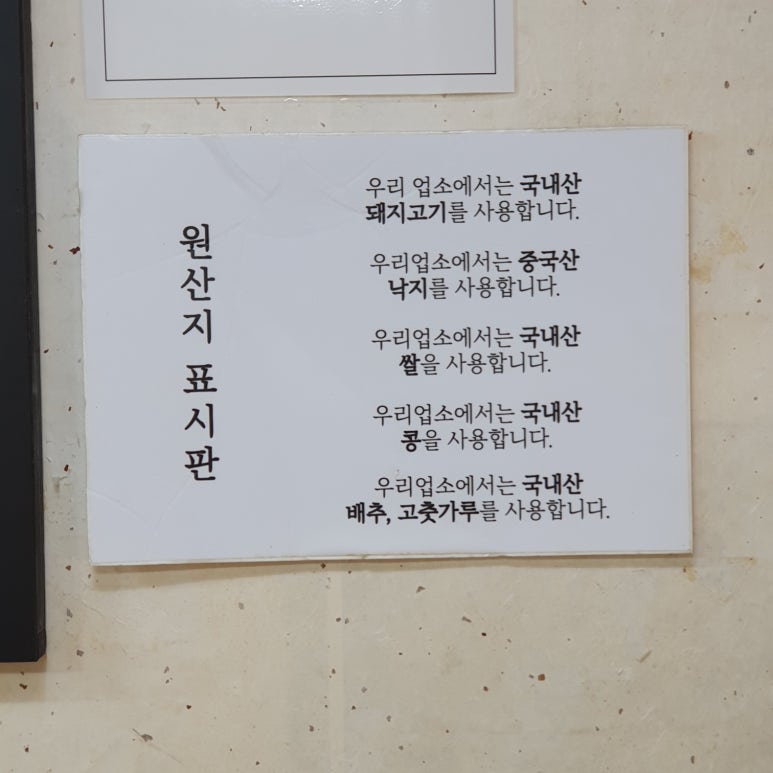 원산지 표시판
우리 업소에서는 국내산
돼지고기를 사용합니다.
우리업소에서는 중국산
낙지를 사용합니다.
우리업소에서는 국내산
쌀을 사용합니다.
우리업소에서는 국내산
콩을 사용합니다.
우리업소에서는 국내산
배추, 고춧가루를 사용합니다.